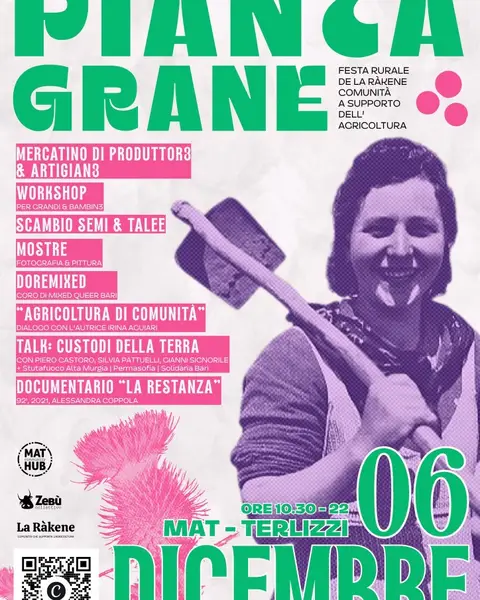 PIANTA
GRANE
FESTA RURALE
DE LA RÀKENE
COMUNITÀ
A SUPPORTO
DELL'
AGRICOLTURA
MERCATINO DI PRODUTTOR3
& ARTIGIAN3
WORKSHOP
PER GRANDI & BAMBIN3
SCAMBIO SEMI & TALEE
MOSTRE
FOTOGRAFIA & PITTURA
DOREMIXED
CORO DI MIXED QUEER BARI
"AGRICOLTURA DI COMUNITÀ"
DIALOGO CON L'AUTRICE IRINA AGUIARI
TALK: CUSTODI DELLA TERRA
CON PIERO CASTORO, SILVIA PATTUELLI, GIANNI SIGNORILE
+ Stutafuoco Alta Murgia | Permasofia | Solidaria Bari
DOCUMENTARIO "LA RESTANZA"
92', 2021, ALESSANDRA COPPOLA
MAT
HUB
ZEBÙ
La Ràkene
ORE 10.30 - 22
MAT - TERLIZZI
06
DICEMBRE